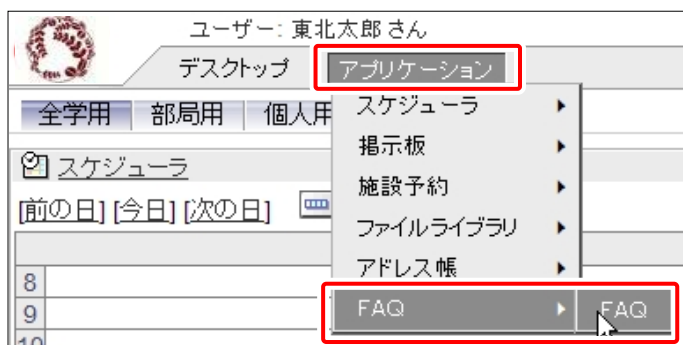 ユーザー: 東北太郎 さん
デスクトップ アプリケーション
全学用 部局用 個人用
スケジューラ
掲示板
施設予約
ファイルライブラリ
アドレス帳
FAQ FAQ
スケジューラ
[前の日] [今日] [次の日]
8
9
10